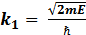 k₁ = √(2mE) / ħ